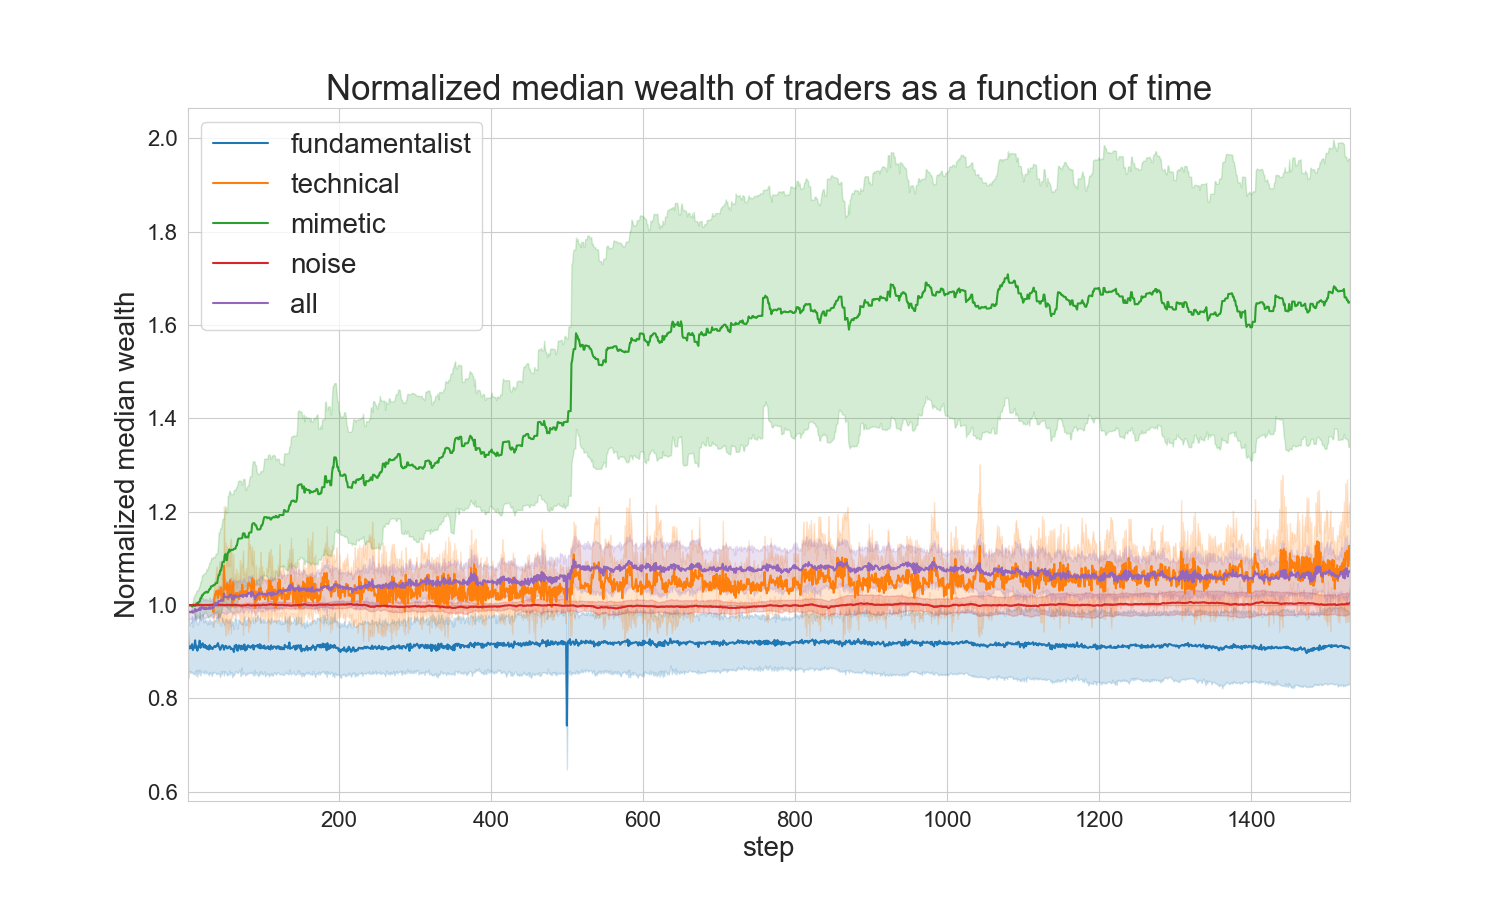 Normalized median wealth of traders as a function of time
fundamentalist
technical
mimetic
noise
all
Normalized median wealth
2.0
1.8
1.6
1.4
1.2
1.0
0.8
0.6
200 400 600 800 1000 1200 1400
step